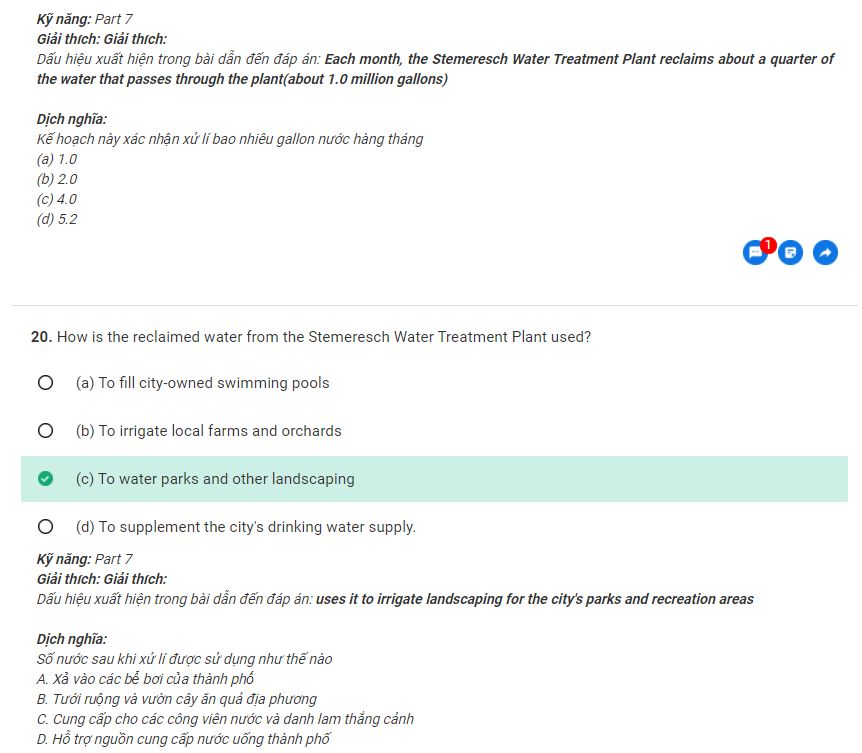 Kỹ năng: Part 7
Giải thích: Giải thích:
Dấu hiệu xuất hiện trong bài dẫn đến đáp án: Each month, the Stemeresch Water Treatment Plant reclaims about a quarter of
the water that passes through the plant(about 1.0 million gallons)
Dịch nghĩa:
Kế hoạch này xác nhận xử lí bao nhiêu gallon nước hàng tháng
(a) 1.0
(b) 2.0
(c) 4.0
(d) 5.2
1
20. How is the reclaimed water from the Stemeresch Water Treatment Plant used?
(a) To fill city-owned swimming pools
(b) To irrigate local farms and orchards
(c) To water parks and other landscaping
(d) To supplement the city's drinking water supply.
Kỹ năng: Part 7
Giải thích: Giải thích:
Dấu hiệu xuất hiện trong bài dẫn đến đáp án: uses it to irrigate landscaping for the city's parks and recreation areas
Dịch nghĩa:
Số nước sau khi xử lí được sử dụng như thế nào
A. Xả vào các bể bơi của thành phố
B. Tưới ruộng và vườn cây ăn quả địa phương
C. Cung cấp cho các công viên nước và danh lam thắng cảnh
D. Hỗ trợ nguồn cung cấp nước uống thành phố